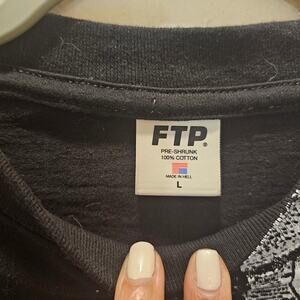 FTP®
PRE-SHRUNK
100% COTTON
MADE IN HELL
L